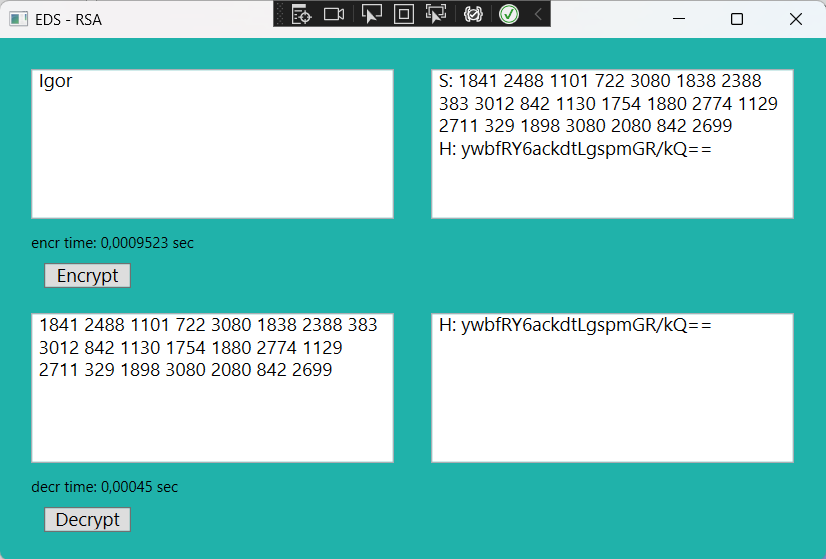 EDS - RSA
Igor
S: 1841 2488 1101 722 3080 1838 2388
383 3012 842 1130 1754 1880 2774 1129
2711 329 1898 3080 2080 842 2699
H: ywbfRY6ackdtLgspmGR/kQ==
encr time: 0,0009523 sec
Encrypt
1841 2488 1101 722 3080 1838 2388 383
3012 842 1130 1754 1880 2774 1129
2711 329 1898 3080 2080 842 2699
H: ywbfRY6ackdtLgspmGR/kQ==
decr time: 0,00045 sec
Decrypt